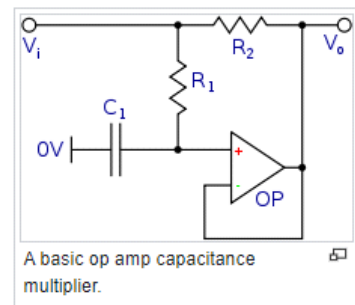 Vi
R2
Vo
R1
C1
0V
+
-
OP
A basic op amp capacitance
multiplier.